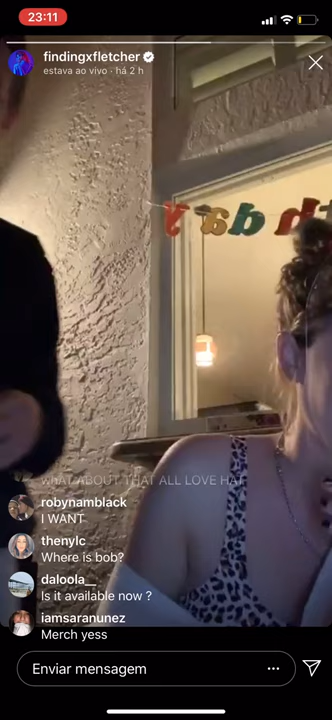 23:11
findingxfletcher
estava ao vivo · há 2 h
thday
whAT ABOUT THAT ALL LOVE HAT
robynamblack
I WANT
thenylc
Where is bob?
daloola__
Is it available now ?
iamsaranunez
Merch yess
Enviar mensagem